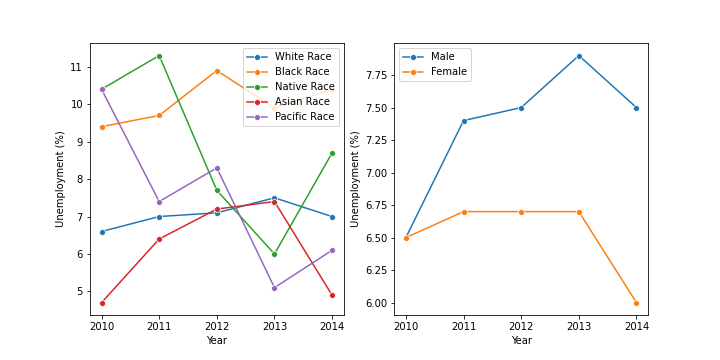 White Race
Black Race
Native Race
Asian Race
Pacific Race
11
10
9
8
7
6
5
Unemployment (%)
2010 2011 2012 2013 2014
Year
Male
Female
7.75
7.50
7.25
7.00
6.75
6.50
6.25
6.00
Unemployment (%)
2010 2011 2012 2013 2014
Year